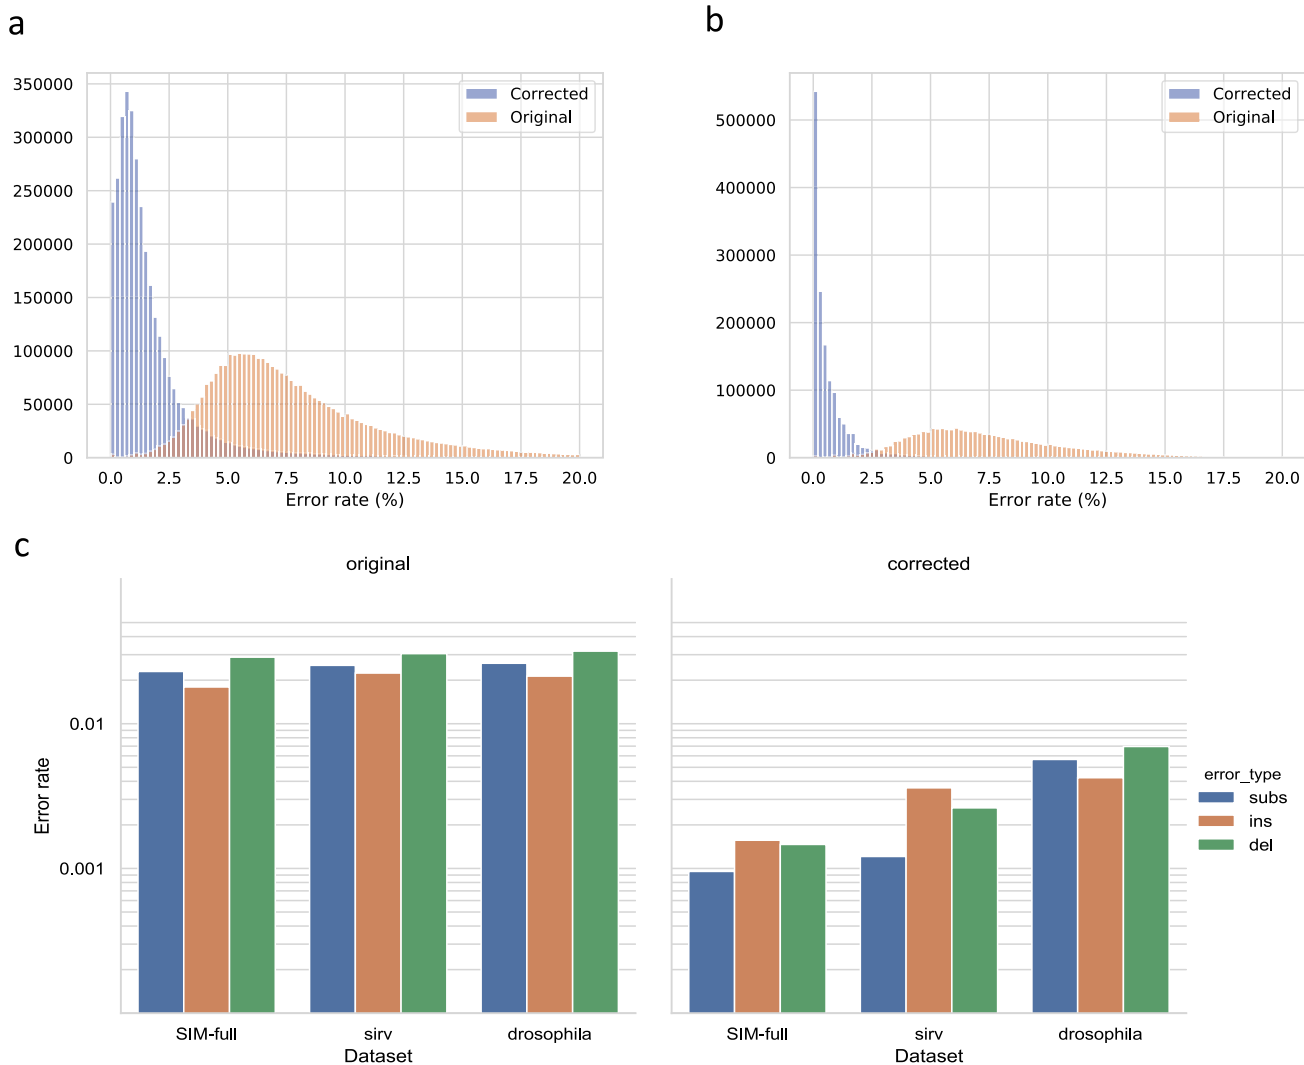 a
350000
300000
250000
200000
150000
100000
50000
0
0.0 2.5 5.0 7.5 10.0 12.5 15.0 17.5 20.0
Error rate (%)
Corrected
Original
b
500000
400000
300000
200000
100000
0
0.0 2.5 5.0 7.5 10.0 12.5 15.0 17.5 20.0
Error rate (%)
Corrected
Original
c
original
0.01
0.001
Error rate
SIM-full sirv drosophila
Dataset
corrected
SIM-full sirv drosophila
Dataset
error_type
subs
ins
del